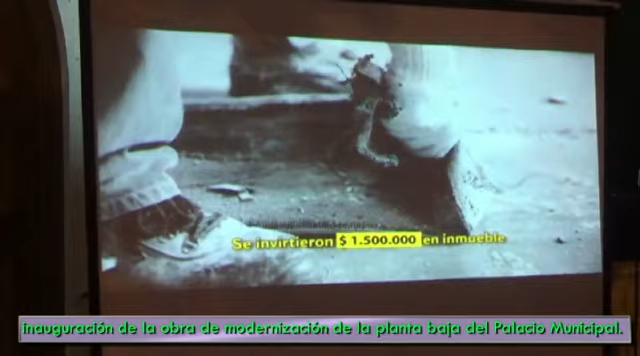 Se invirtieron $ 1.500.000 en inmueble
inauguración de la obra de modernización de la planta baja del Palacio Municipal.